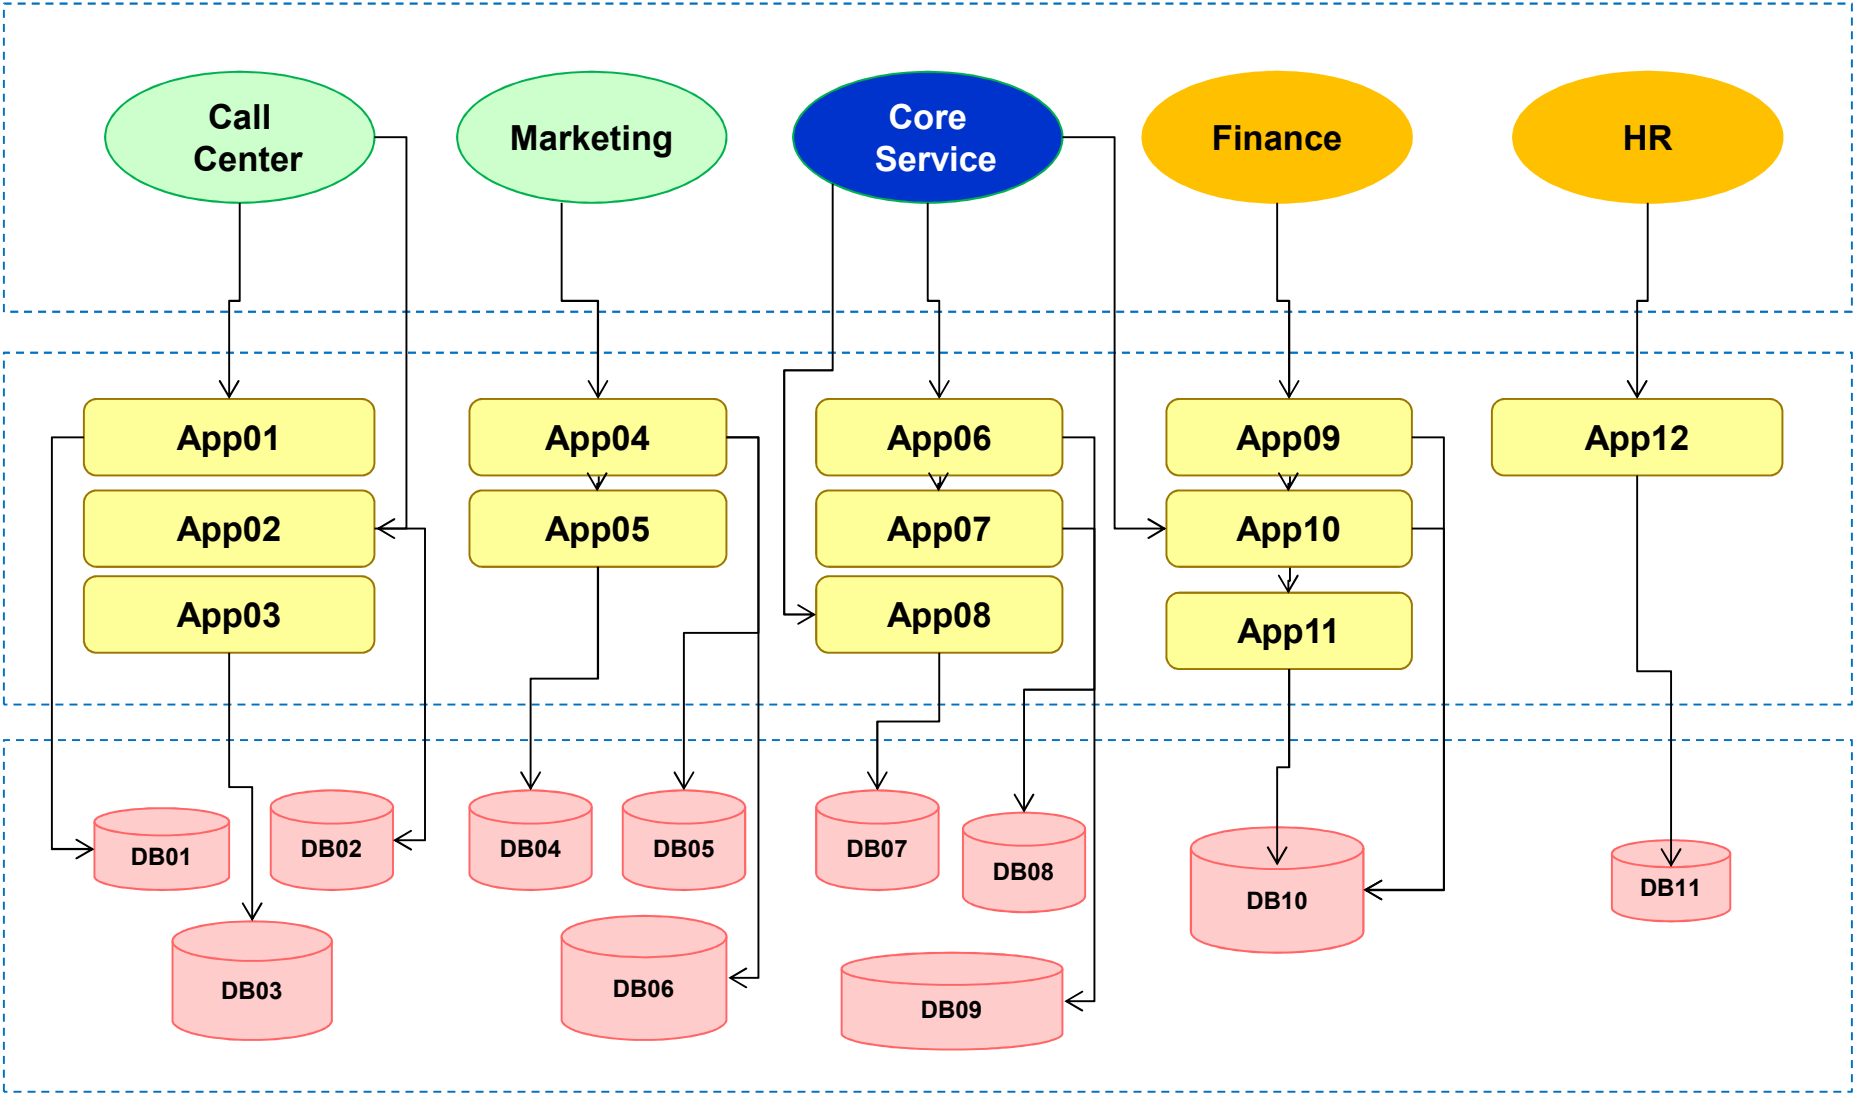 Call
Center
Marketing
Core
Service
Finance
HR
App01
App04
App06
App09
App12
App02
App05
App07
App10
App03
App08
App11
DB01
DB02
DB04
DB05
DB07
DB08
DB10
DB11
DB03
DB06
DB09